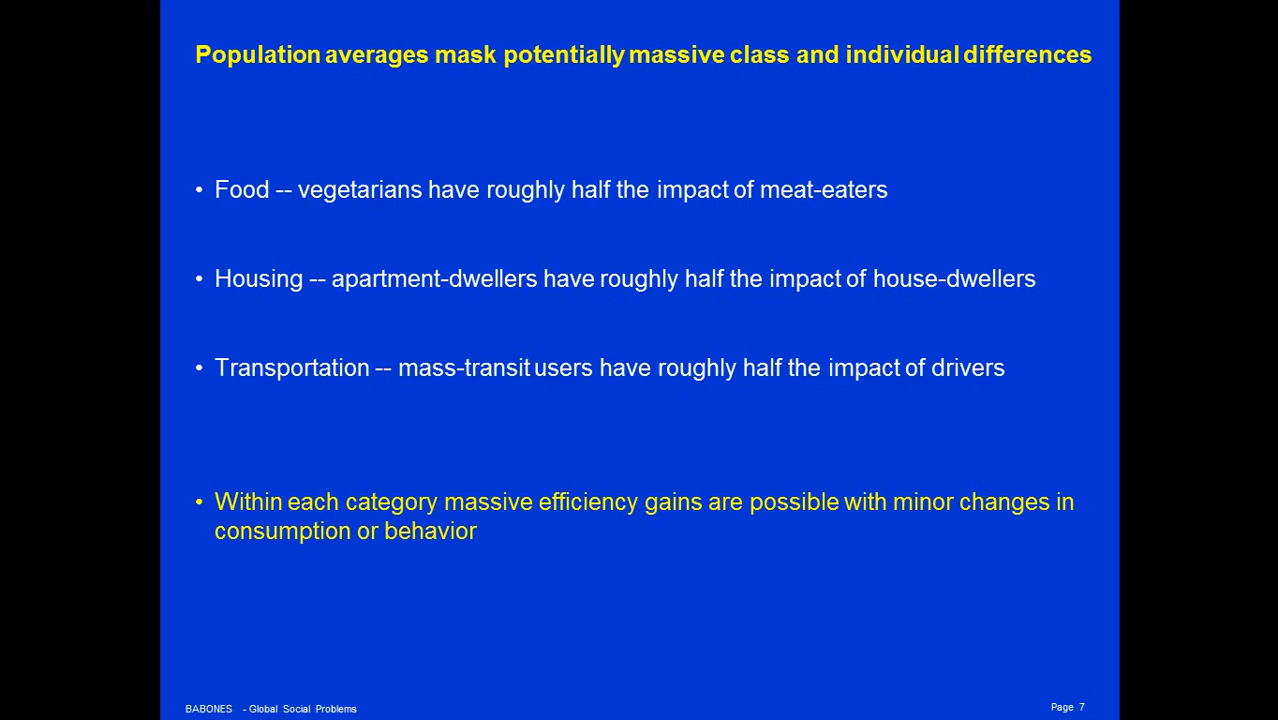 Population averages mask potentially massive class and individual differences
• Food -- vegetarians have roughly half the impact of meat-eaters
• Housing -- apartment-dwellers have roughly half the impact of house-dwellers
• Transportation -- mass-transit users have roughly half the impact of drivers
• Within each category massive efficiency gains are possible with minor changes in
consumption or behavior
BABONES - Global Social Problems
Page 7